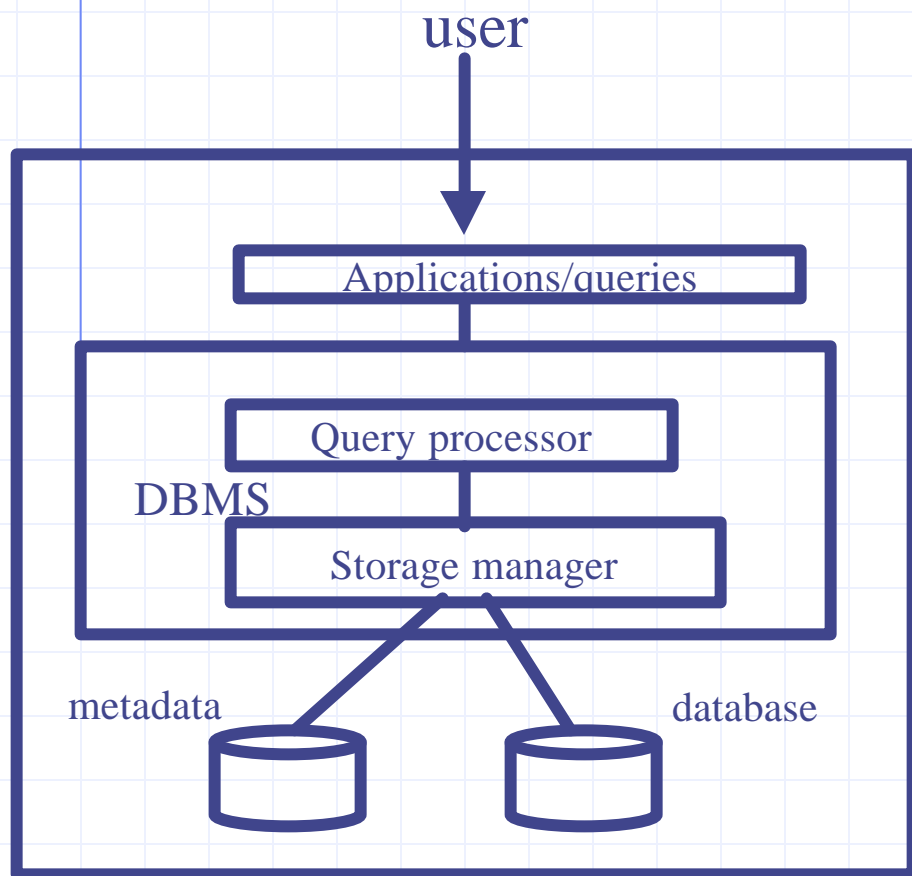 user
Applications/queries
Query processor
DBMS
Storage manager
metadata
database